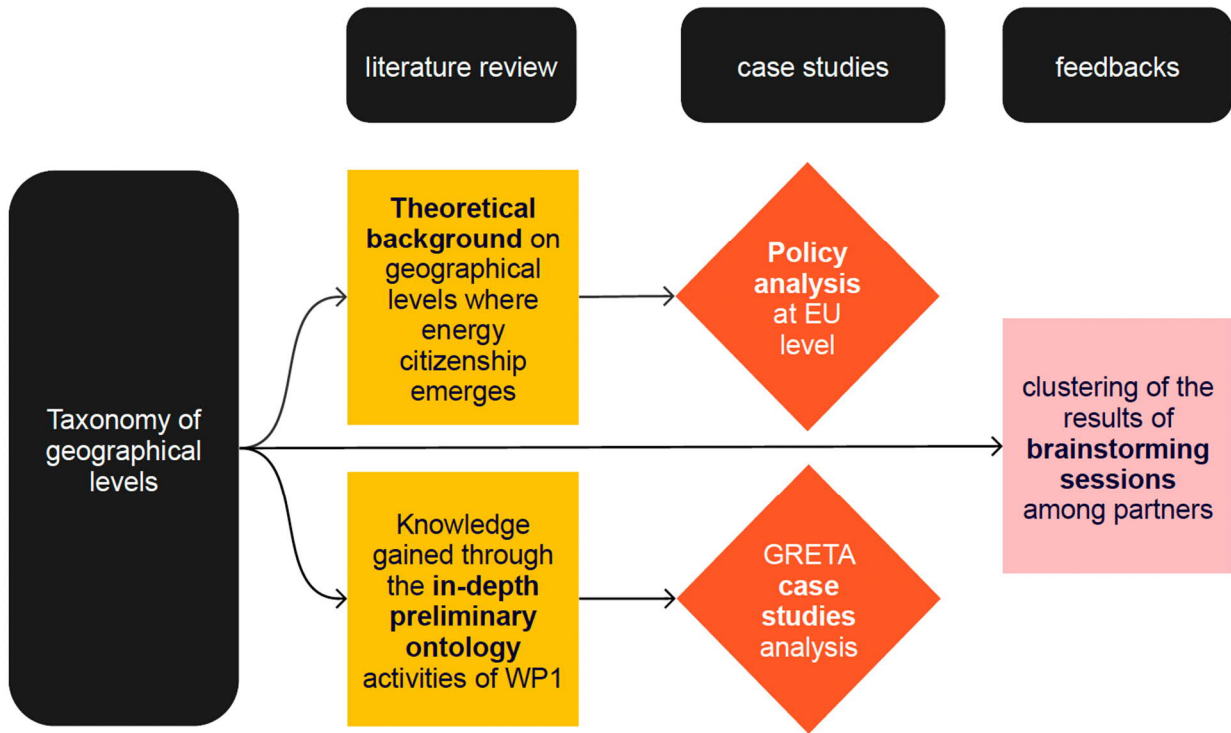 literature review
case studies
feedbacks
Taxonomy of
geographical
levels
Theoretical
background on
geographical
levels where
energy
citizenship
emerges
Policy
analysis
at EU
level
Knowledge
gained through
the in-depth
preliminary
ontology
activities of WP1
GRETA
case
studies
analysis
clustering of the
results of
brainstorming
sessions
among partners